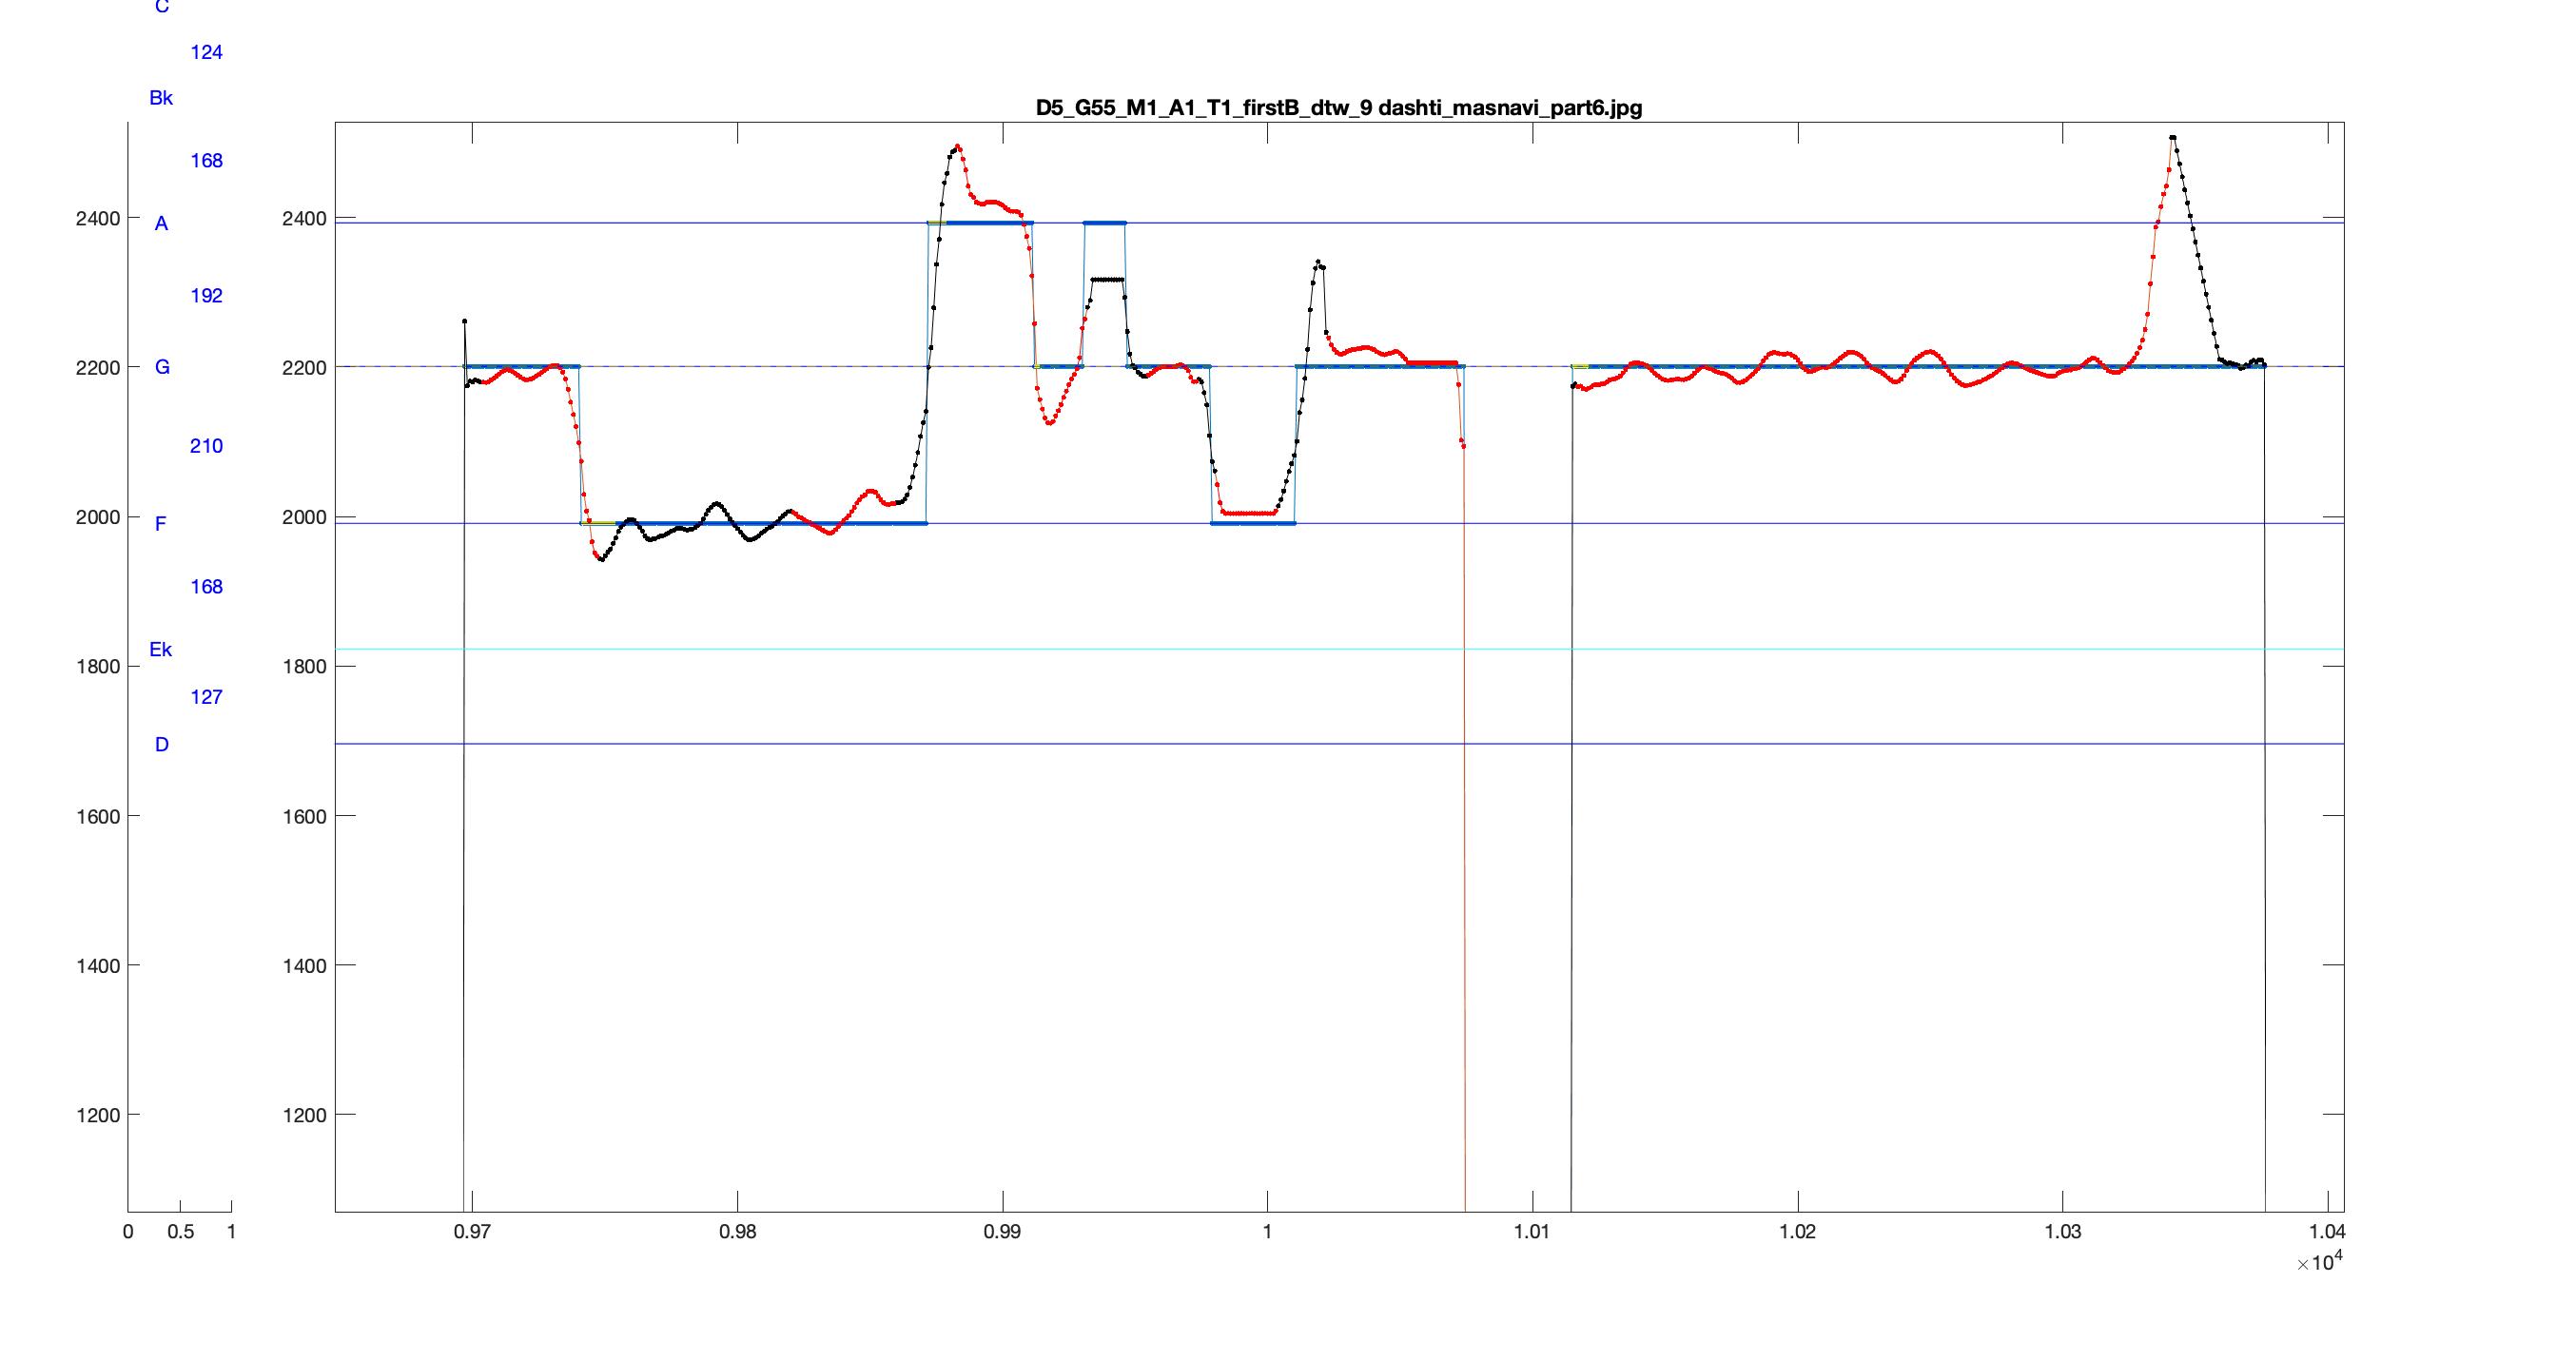 C
124
Bk
D5_G55_M1_A1_T1_firstB_dtw_9 dashti_masnavi_part6.jpg
168
2400 A 2400
192
2200 G 2200
210
2000 F 2000
168
Ek
1800 1800
127
D
1600 1600
1400 1400
1200 1200
0 0.5 1 0.97 0.98 0.99 1 1.01 1.02 1.03 1.04
×10⁴